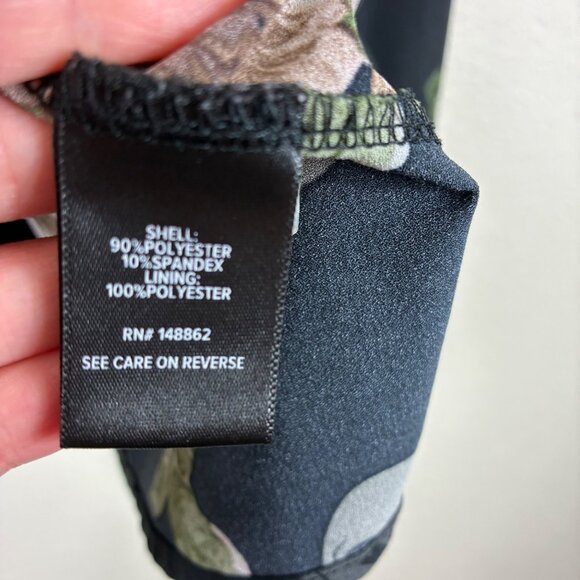 SHELL:
90%POLYESTER
10%SPANDEX
LINING:
100%POLYESTER
RN# 148862
SEE CARE ON REVERSE